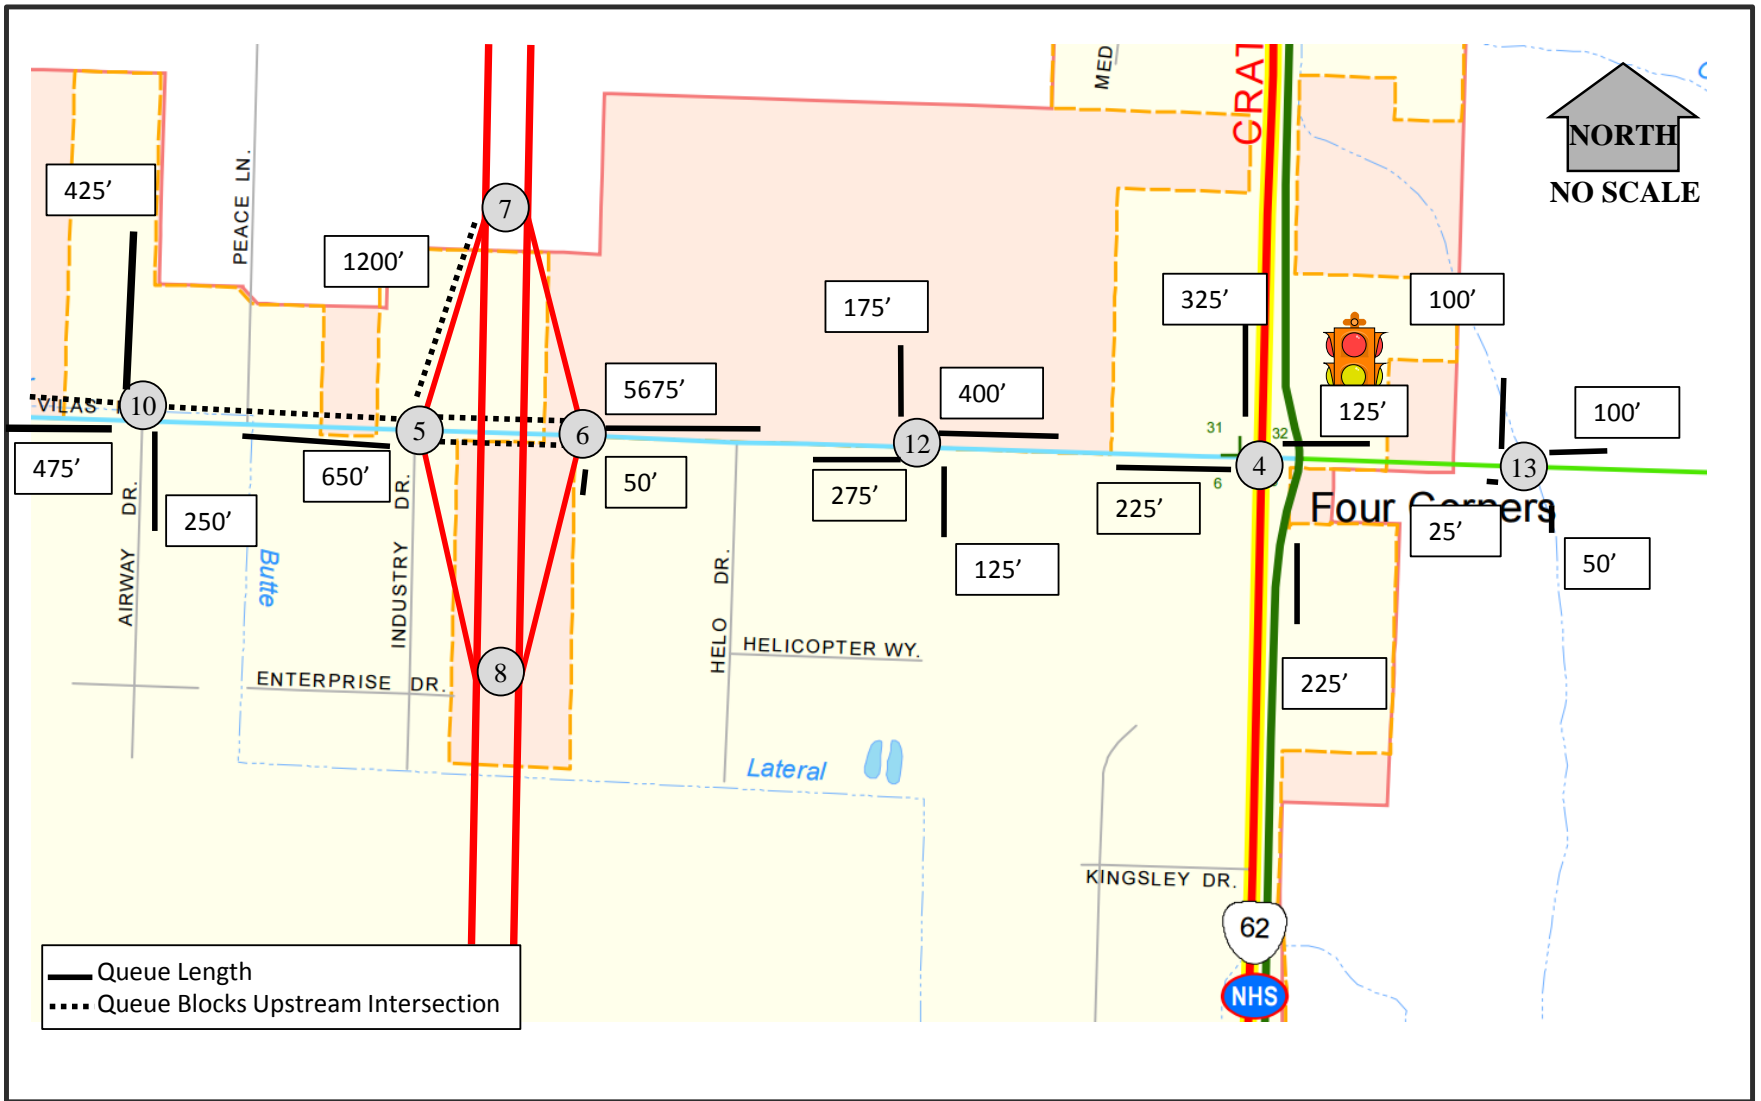 CRAT
MED
NORTH
NO SCALE
PEACE LN.
425’
7
1200’
175’
325’
100’
5675’
400’
125’
100’
VILAS
10
5
6
12
31
32
4
6
13
475’
650’
50’
275’
225’
Four Corners
25’
50’
250’
125’
AIRWAY DR.
Butte
INDUSTRY DR.
HELO DR.
HELICOPTER WY.
8
ENTERPRISE DR.
225’
Lateral
KINGSLEY DR.
62
NHS
Queue Length
Queue Blocks Upstream Intersection